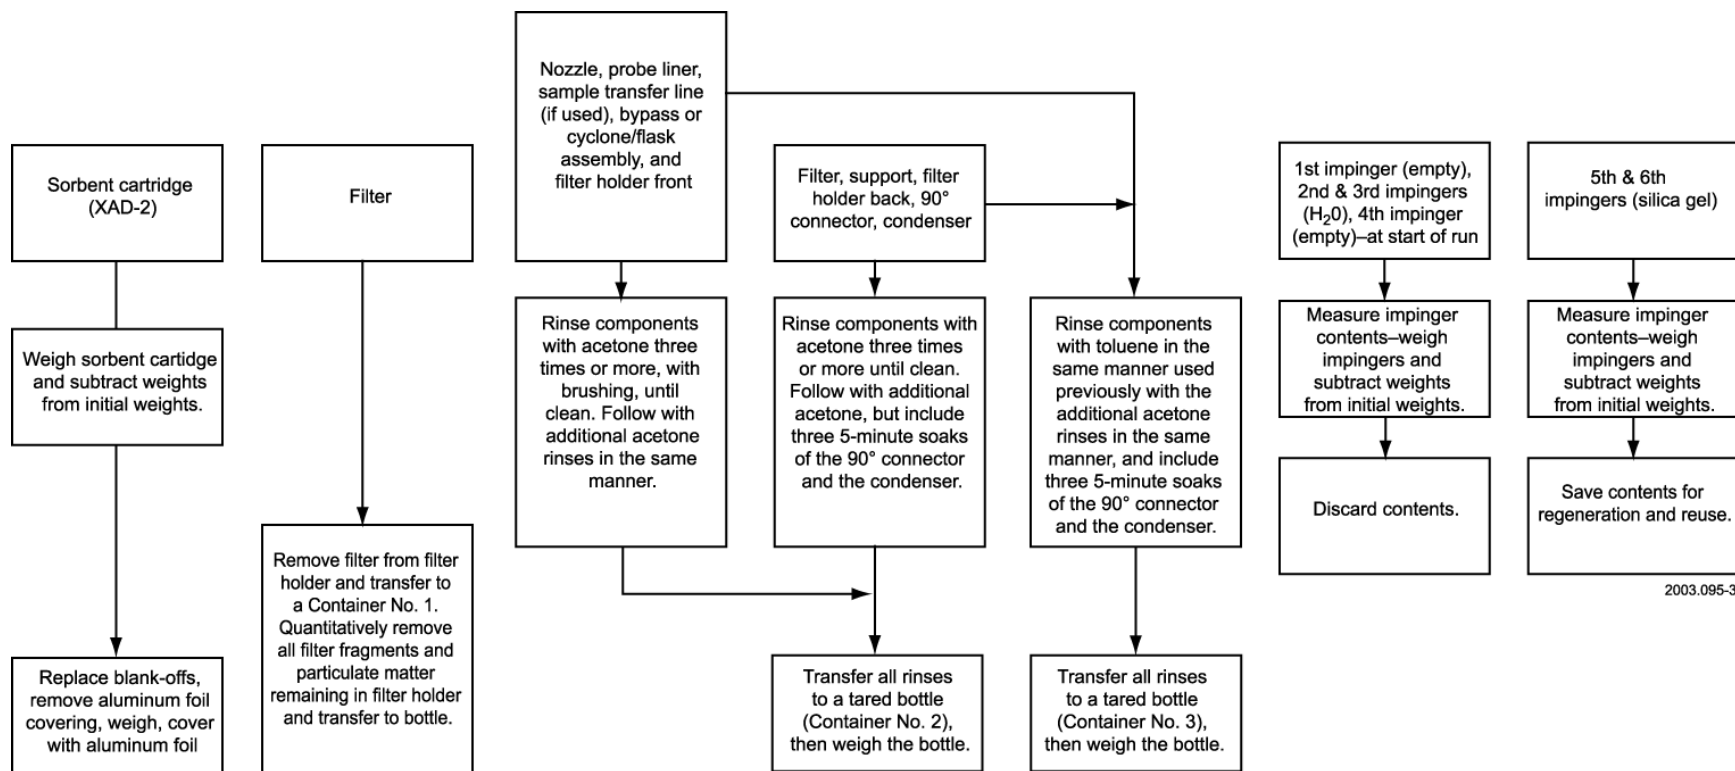 Sorbent cartridge
(XAD-2)
Weigh sorbent cartidge
and subtract weights
from initial weights.
Replace blank-offs,
remove aluminum foil
covering, weigh, cover
with aluminum foil
Filter
Remove filter from filter
holder and transfer to
a Container No. 1.
Quantitatively remove
all filter fragments and
particulate matter
remaining in filter holder
and transfer to bottle.
Nozzle, probe liner,
sample transfer line
(if used), bypass or
cyclone/flask
assembly, and
filter holder front
Rinse components
with acetone three
times or more, with
brushing, until
clean. Follow with
additional acetone
rinses in the same
manner.
Filter, support, filter
holder back, 90°
connector, condenser
Rinse components with
acetone three times
or more until clean.
Follow with additional
acetone, but include
three 5-minute soaks
of the 90° connector
and the condenser.
Transfer all rinses
to a tared bottle
(Container No. 2),
then weigh the bottle.
Rinse components
with toluene in the
same manner used
previously with the
additional acetone
rinses in the same
manner, and include
three 5-minute soaks
of the 90° connector
and the condenser.
Transfer all rinses
to a tared bottle
(Container No. 3),
then weigh the bottle.
1st impinger (empty),
2nd & 3rd impingers
(H₂0), 4th impinger
(empty)–at start of run
Measure impinger
contents–weigh
impingers and
subtract weights
from initial weights.
Discard contents.
5th & 6th
impingers (silica gel)
Measure impinger
contents–weigh
impingers and
subtract weights
from initial weights.
Save contents for
regeneration and reuse.
2003.095-3